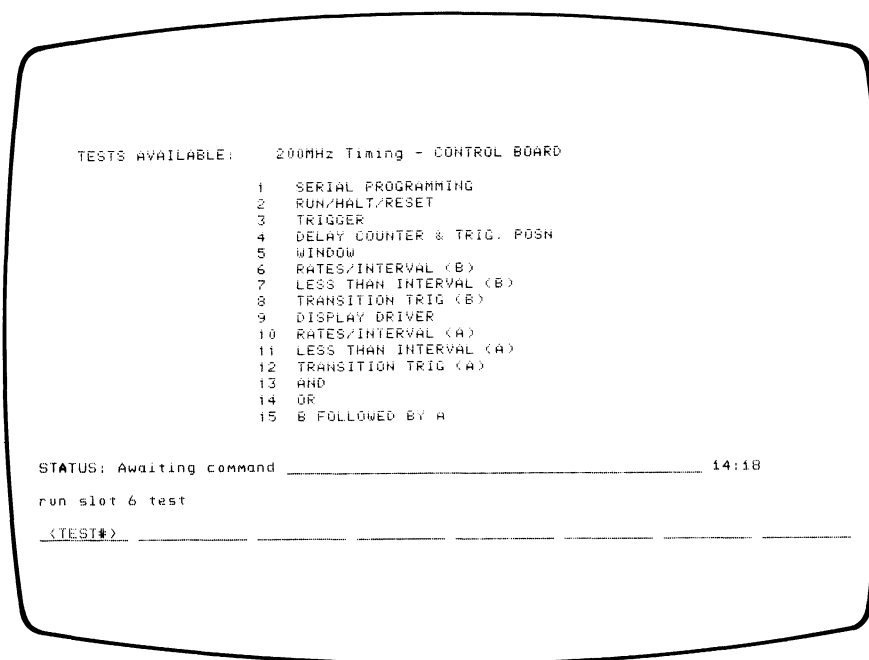 TESTS AVAILABLE: 200MHz Timing - CONTROL BOARD
1 SERIAL PROGRAMMING
2 RUN/HALT/RESET
3 TRIGGER
4 DELAY COUNTER & TRIG. POSN
5 WINDOW
6 RATES/INTERVAL (B)
7 LESS THAN INTERVAL (B)
8 TRANSITION TRIG (B)
9 DISPLAY DRIVER
10 RATES/INTERVAL (A)
11 LESS THAN INTERVAL (A)
12 TRANSITION TRIG (A)
13 AND
14 OR
15 B FOLLOWED BY A
STATUS: Awaiting command 14:18
run slot 6 test
<TEST#>